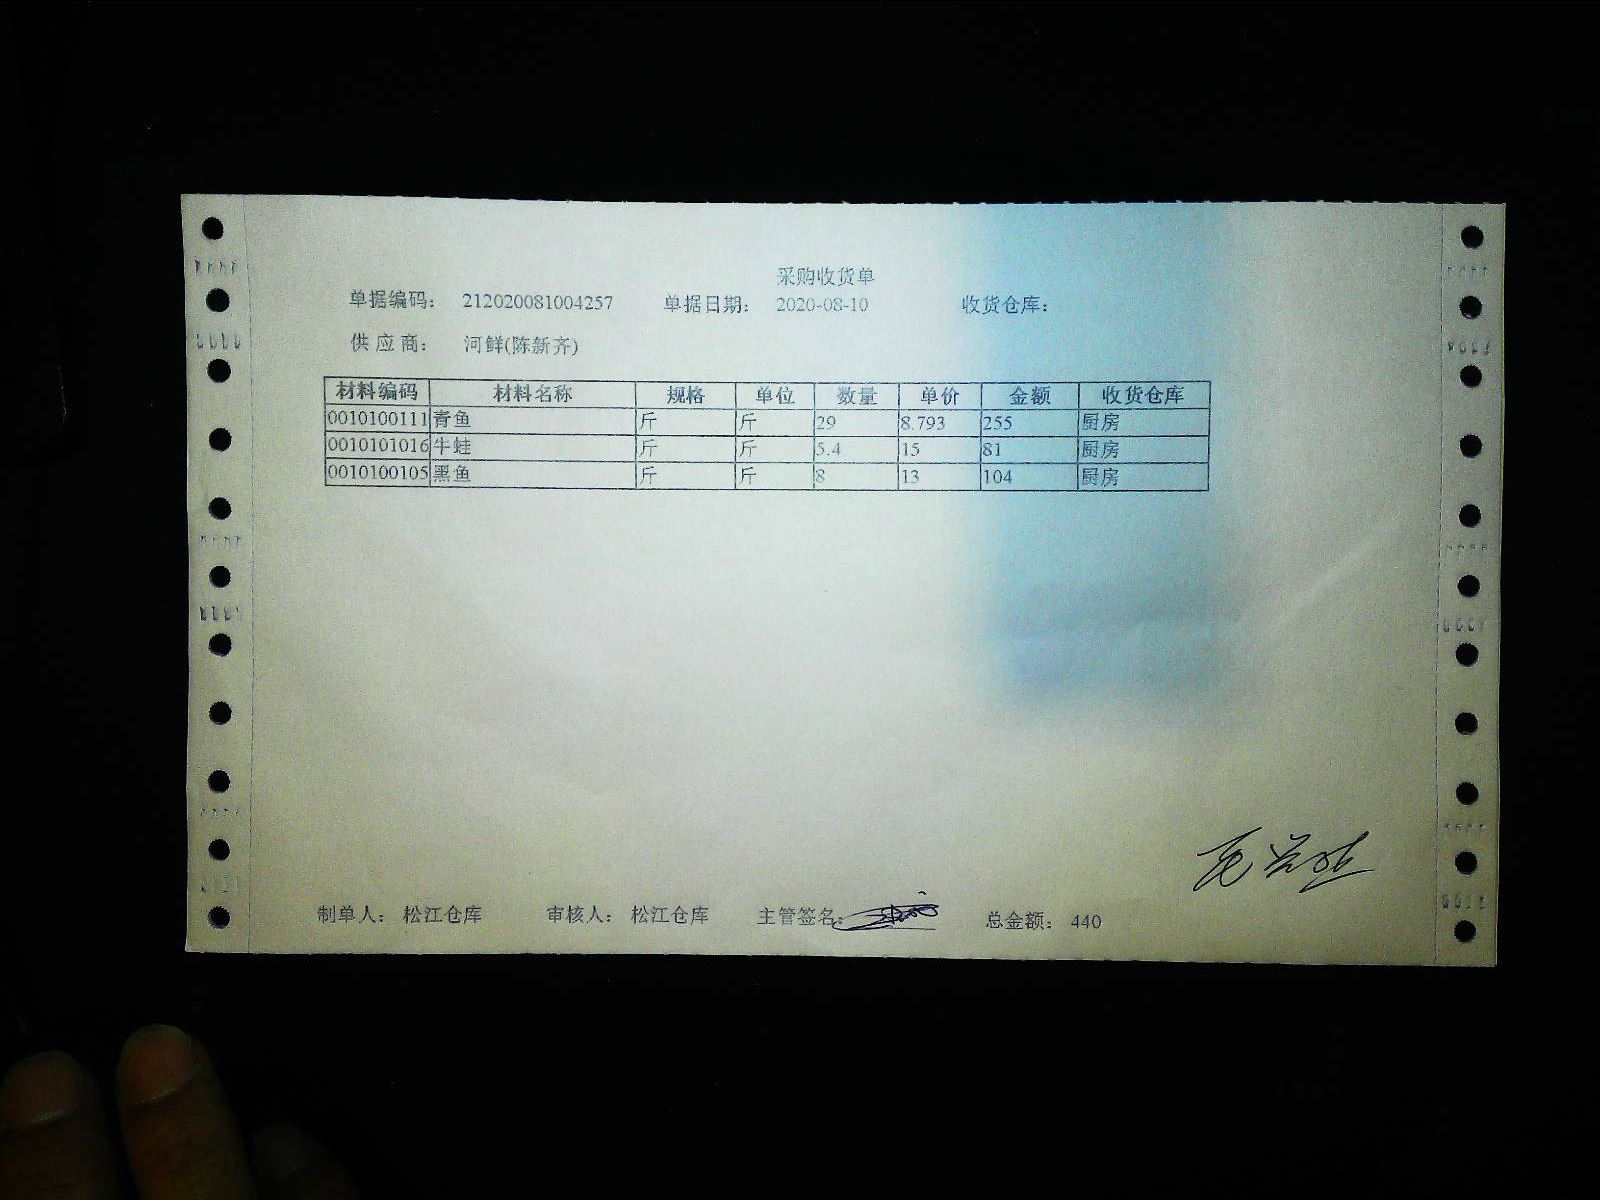 采购收货单
单据编码： 212020081004257 单据日期： 2020-08-10 收货仓库：
供 应 商： 河鲜(陈新齐)
材料编码 材料名称 规格 单位 数量 单价 金额 收货仓库
0010100111 青鱼 斤 斤 29 8.793 255 厨房
0010101016 牛蛙 斤 斤 5.4 15 81 厨房
0010100105 黑鱼 斤 斤 8 13 104 厨房
制单人： 松江仓库 审核人： 松江仓库 主管签名： 总金额： 440